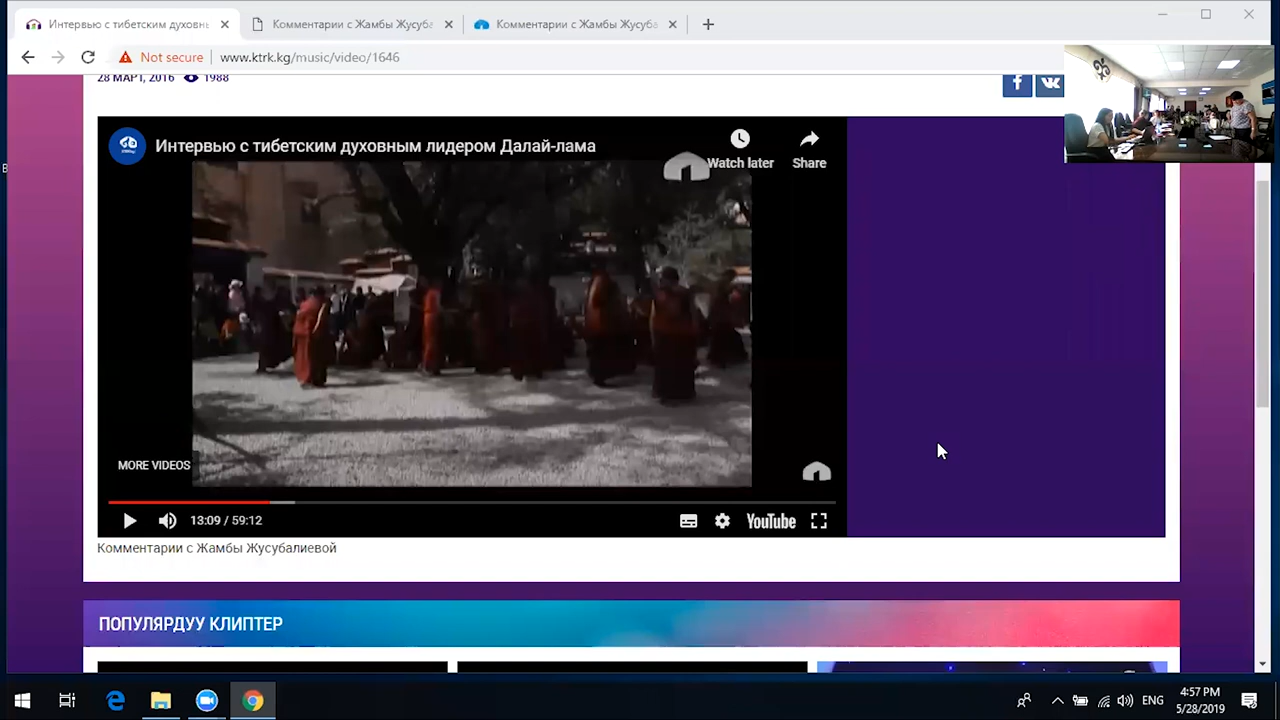 Интервью с тибетским духовнь
Комментарии с Жамбы Жусуба
Комментарии с Жамбы Жусуба
Not secure
www.ktrk.kg/music/video/1646
28 МАРТ, 2016
1988
Интервью с тибетским духовным лидером Далай-лама
Watch later
Share
MORE VIDEOS
13:09 / 59:12
YouTube
Комментарии с Жамбы Жусубалиевой
ПОПУЛЯРДУУ КЛИПТЕР
ENG
4:57 PM
5/28/2019